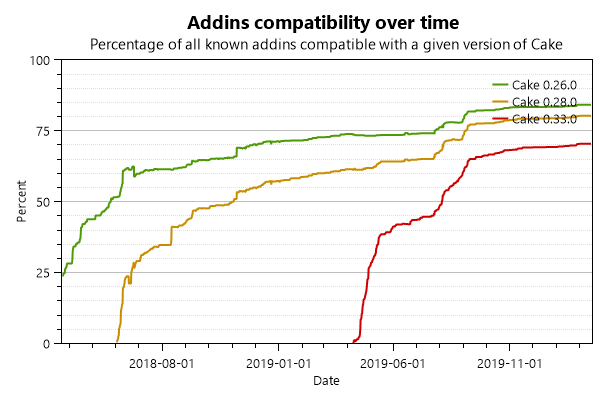 Addins compatibility over time
Percentage of all known addins compatible with a given version of Cake
100
75
50
25
0
Percent
Cake 0.26.0
Cake 0.28.0
Cake 0.33.0
2018-08-01
2019-01-01
2019-06-01
2019-11-01
Date